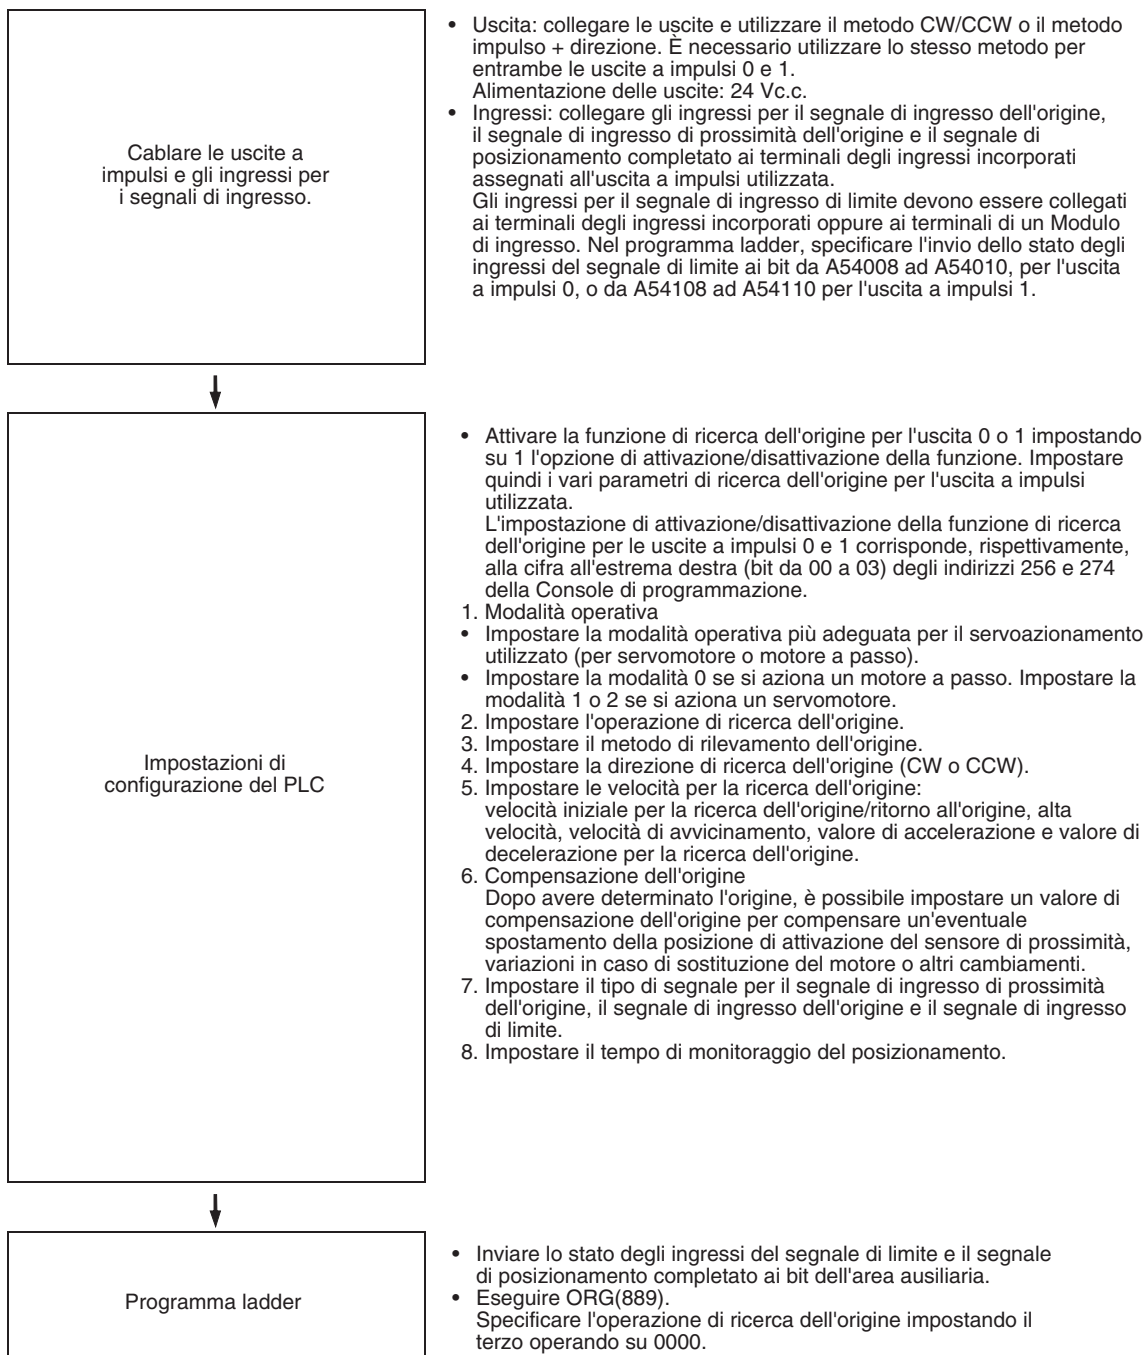 Cablare le uscite a
impulsi e gli ingressi per
i segnali di ingresso.
• Uscita: collegare le uscite e utilizzare il metodo CW/CCW o il metodo
impulso + direzione. È necessario utilizzare lo stesso metodo per
entrambe le uscite a impulsi 0 e 1.
Alimentazione delle uscite: 24 Vc.c.
• Ingressi: collegare gli ingressi per il segnale di ingresso dell'origine,
il segnale di ingresso di prossimità dell'origine e il segnale di
posizionamento completato ai terminali degli ingressi incorporati
assegnati all'uscita a impulsi utilizzata.
Gli ingressi per il segnale di ingresso di limite devono essere collegati
ai terminali degli ingressi incorporati oppure ai terminali di un Modulo
di ingresso. Nel programma ladder, specificare l'invio dello stato degli
ingressi del segnale di limite ai bit da A54008 ad A54010, per l'uscita
a impulsi 0, o da A54108 ad A54110 per l'uscita a impulsi 1.
Impostazioni di
configurazione del PLC
• Attivare la funzione di ricerca dell'origine per l'uscita 0 o 1 impostando
su 1 l'opzione di attivazione/disattivazione della funzione. Impostare
quindi i vari parametri di ricerca dell'origine per l'uscita a impulsi
utilizzata.
L'impostazione di attivazione/disattivazione della funzione di ricerca
dell'origine per le uscite a impulsi 0 e 1 corrisponde, rispettivamente,
alla cifra all'estrema destra (bit da 00 a 03) degli indirizzi 256 e 274
della Console di programmazione.
1. Modalità operativa
• Impostare la modalità operativa più adeguata per il servoazionamento
utilizzato (per servomotore o motore a passo).
• Impostare la modalità 0 se si aziona un motore a passo. Impostare la
modalità 1 o 2 se si aziona un servomotore.
2. Impostare l'operazione di ricerca dell'origine.
3. Impostare il metodo di rilevamento dell'origine.
4. Impostare la direzione di ricerca dell'origine (CW o CCW).
5. Impostare le velocità per la ricerca dell'origine:
velocità iniziale per la ricerca dell'origine/ritorno all'origine, alta
velocità, velocità di avvicinamento, valore di accelerazione e valore di
decelerazione per la ricerca dell'origine.
6. Compensazione dell'origine
Dopo avere determinato l'origine, è possibile impostare un valore di
compensazione dell'origine per compensare un'eventuale
spostamento della posizione di attivazione del sensore di prossimità,
variazioni in caso di sostituzione del motore o altri cambiamenti.
7. Impostare il tipo di segnale per il segnale di ingresso di prossimità
dell'origine, il segnale di ingresso dell'origine e il segnale di ingresso
di limite.
8. Impostare il tempo di monitoraggio del posizionamento.
Programma ladder
• Inviare lo stato degli ingressi del segnale di limite e il segnale
di posizionamento completato ai bit dell'area ausiliaria.
• Eseguire ORG(889).
Specificare l'operazione di ricerca dell'origine impostando il
terzo operando su 0000.